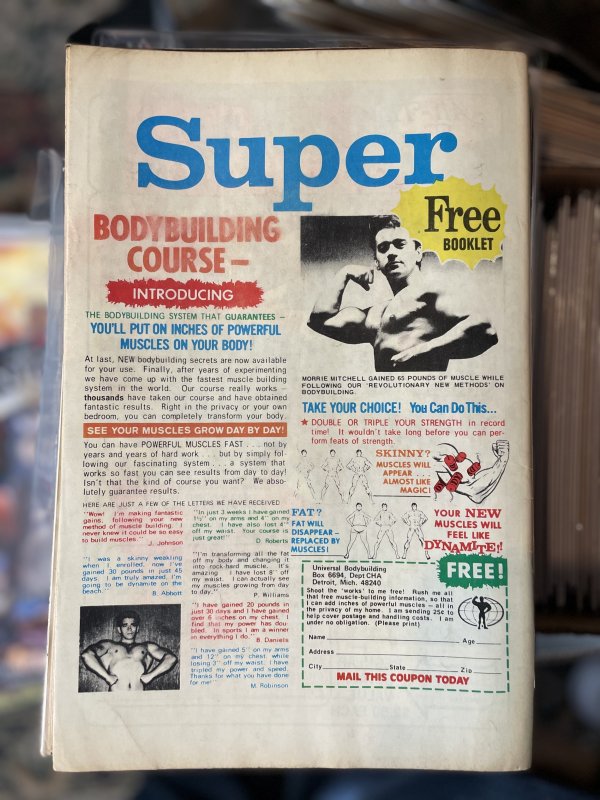 Super
Free
BOOKLET
BODYBUILDING
COURSE —
INTRODUCING
THE BODYBUILDING SYSTEM THAT GUARANTEES –
YOU'LL PUT ON INCHES OF POWERFUL
MUSCLES ON YOUR BODY!
At last, NEW bodybuilding secrets are now available
for your use. Finally, after years of experimenting
we have come up with the fastest muscle building
system in the world. Our course really works –
thousands have taken our course and have obtained
fantastic results. Right in the privacy or your own
bedroom, you can completely transform your body.
SEE YOUR MUSCLES GROW DAY BY DAY!
You can have POWERFUL MUSCLES FAST . . . not by
years and years of hard work . . . but by simply fol-
lowing our fascinating system . . . a system that
works so fast you can see results from day to day!
Isn't that the kind of course you want? We abso-
lutely guarantee results.
HERE ARE JUST A FEW OF THE LETTERS WE HAVE RECEIVED
"Wow! I'm making fantastic
gains, following your new
method of muscle building. I
never knew it could be so easy
to build muscles."
J. Johnson
"I was a skinny weakling
when I enrolled, now I've
gained 30 pounds in just 45
days. I am truly amazed. I'm
going to be dynamite on the
beach."
B. Abbott
"In just 3 weeks I have gained
1½" on my arms and 4" on my
chest. I have also lost 4"
off my waist. Your course is
just great!"
D. Roberts
"I'm transforming all the fat
off my body and changing it
into rock-hard muscle. It's
amazing. I have lost 8" off
my waist. I can actually see
my muscles growing from day
to day."
P. Williams
"I have gained 20 pounds in
just 30 days and I have gained
over 6 inches on my chest. I
find that my power has dou-
bled. In sports I am a winner
in everything I do."
B. Daniels
"I have gained 5" on my arms
and 12" on my chest while
losing 3" off my waist. I have
tripled my power and speed.
Thanks for what you have done
for me!"
M. Robinson
MORRIE MITCHELL GAINED 65 POUNDS OF MUSCLE WHILE
FOLLOWING OUR 'REVOLUTIONARY NEW METHODS' ON
BODYBUILDING.
TAKE YOUR CHOICE! You Can Do This...
★ DOUBLE OR TRIPLE YOUR STRENGTH in record
time! It wouldn't take long before you can per-
form feats of strength.
SKINNY?
MUSCLES WILL
APPEAR . . .
ALMOST LIKE
MAGIC!
FAT?
FAT WILL
DISAPPEAR –
REPLACED BY
MUSCLES!
YOUR NEW
MUSCLES WILL
FEEL LIKE
DYNAMITE!!
FREE!
Universal Bodybuilding
Box 6694, Dept CHA
Detroit, Mich. 48240
Shoot the 'works' to me free! Rush me all
that free muscle-building information, so that
I can add inches of powerful muscles – all in
the privacy of my home. I am sending 25c to
help cover postage and handling costs. I am
under no obligation. (Please print)
Name Age
Address
City State Zip
MAIL THIS COUPON TODAY